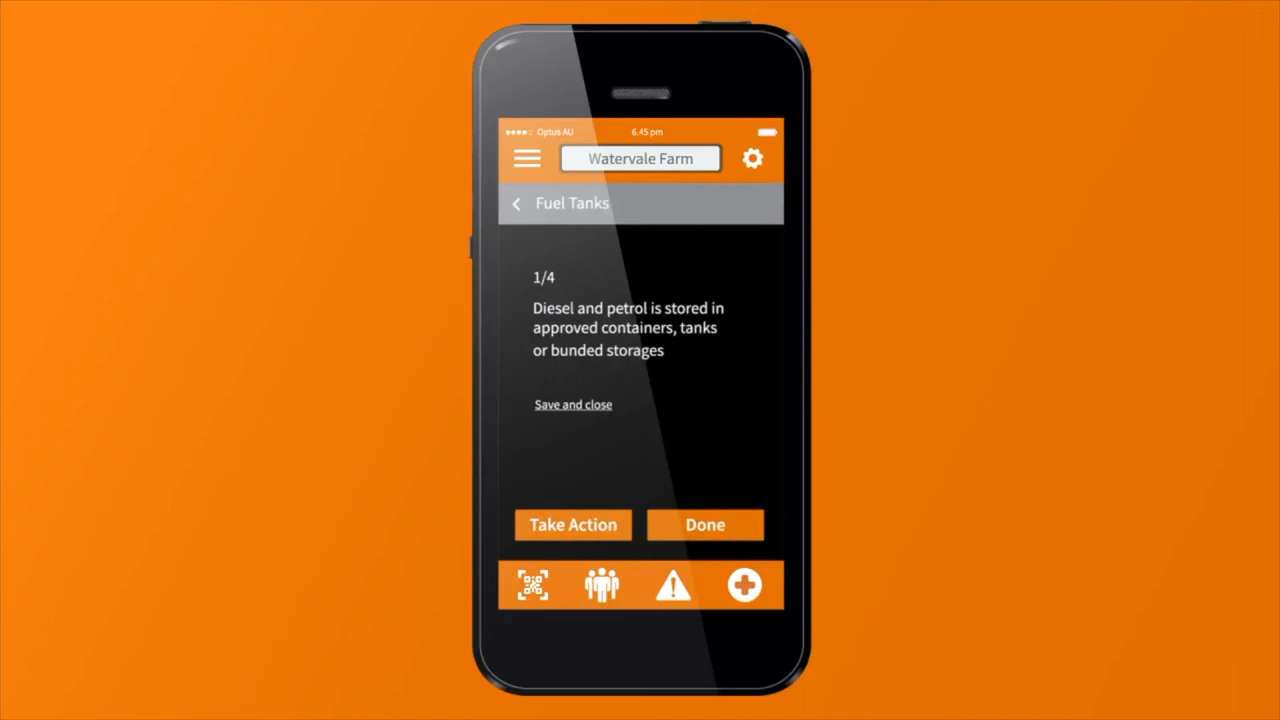 Optus AU 6.45 pm
Watervale Farm
Fuel Tanks
1/4
Diesel and petrol is stored in
approved containers, tanks
or bunded storages
Save and close
Take Action Done